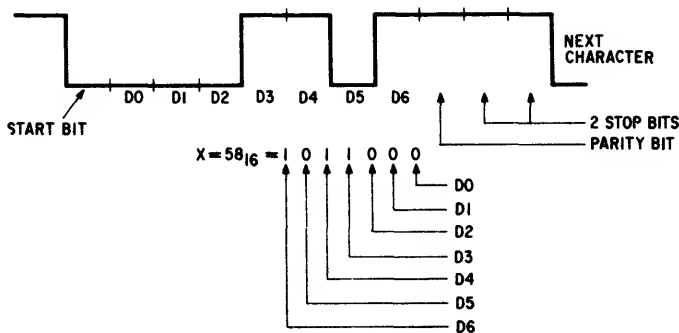 NEXT
CHARACTER
D0 D1 D2 D3 D4 D5 D6
START BIT
2 STOP BITS
PARITY BIT
X = 58₁₆ = 1 0 1 1 0 0 0
D0
D1
D2
D3
D4
D5
D6